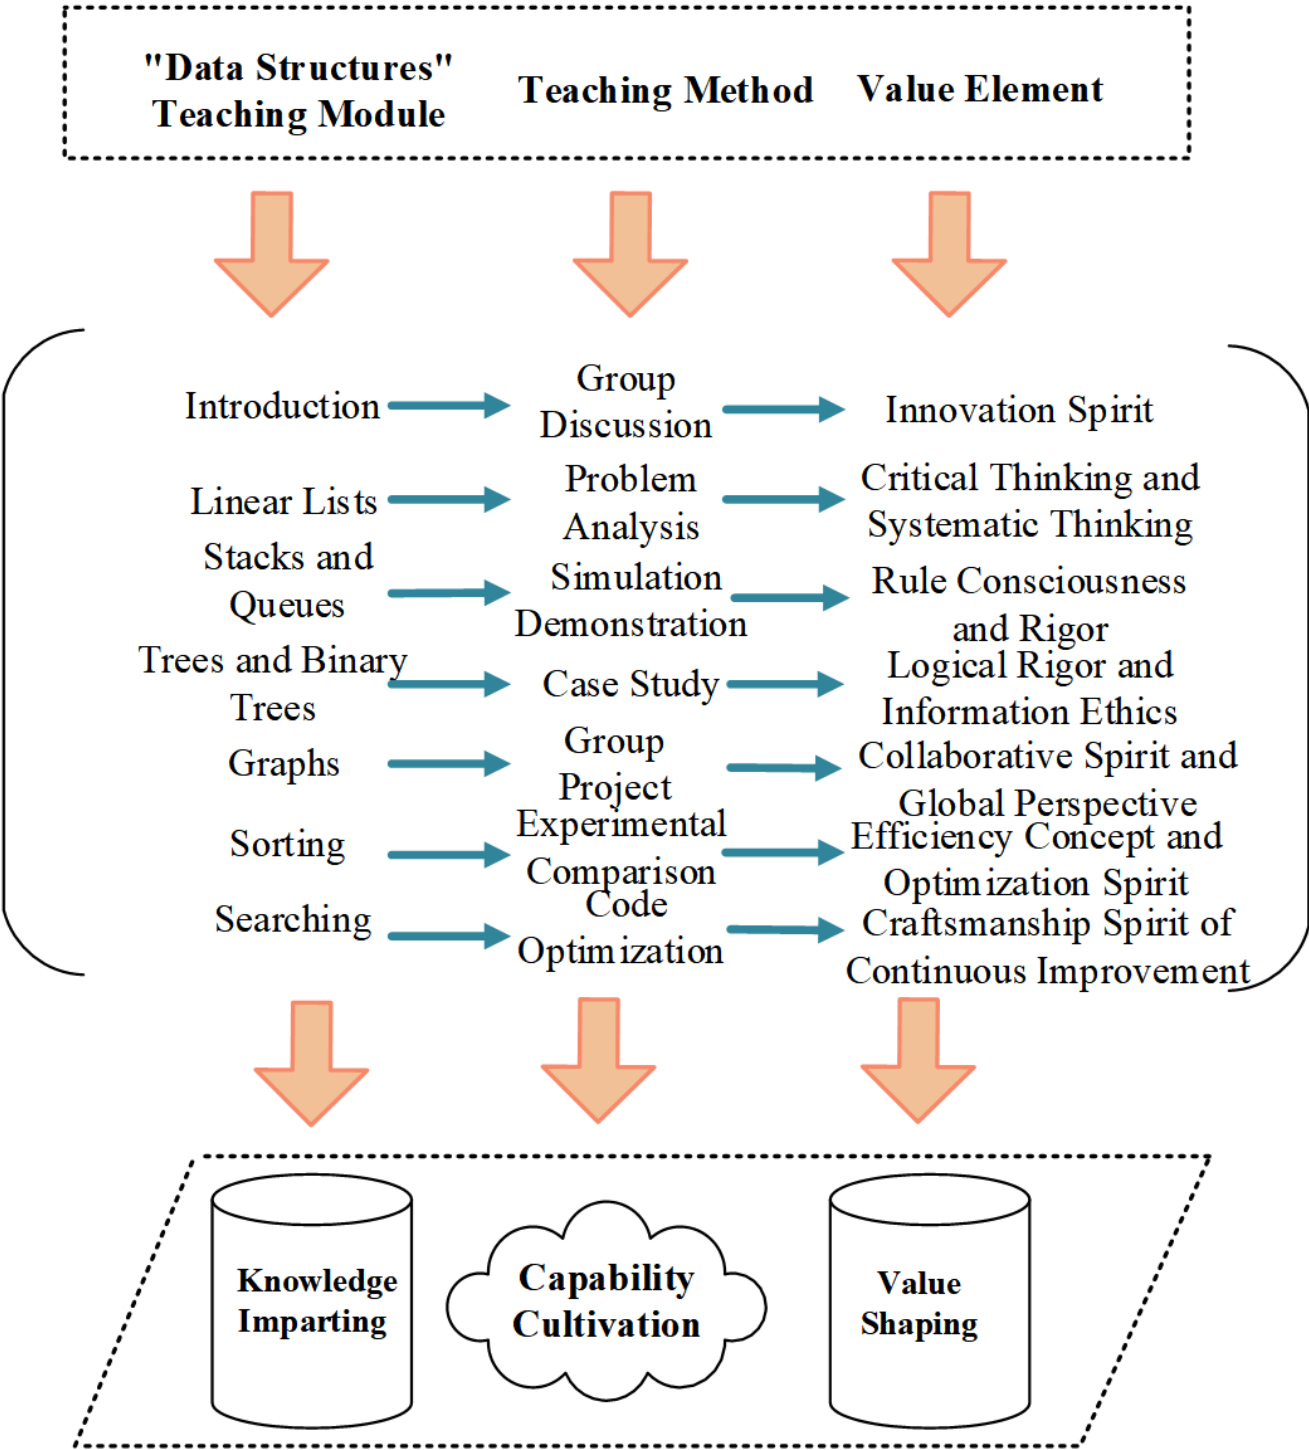 "Data Structures"
Teaching Module
Teaching Method
Value Element
Introduction
Group
Discussion
Innovation Spirit
Linear Lists
Problem
Analysis
Critical Thinking and
Systematic Thinking
Stacks and
Queues
Simulation
Demonstration
Rule Consciousness
and Rigor
Trees and Binary
Trees
Case Study
Logical Rigor and
Information Ethics
Graphs
Group
Project
Collaborative Spirit and
Global Perspective
Sorting
Experimental
Comparison
Efficiency Concept and
Optimization Spirit
Searching
Code
Optimization
Craftsmanship Spirit of
Continuous Improvement
Knowledge
Imparting
Capability
Cultivation
Value
Shaping